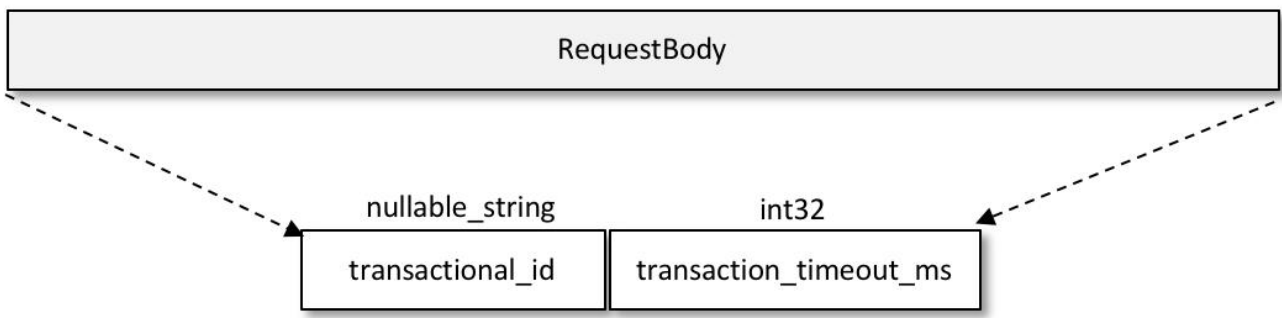 RequestBody
nullable_string int32
transactional_id transaction_timeout_ms